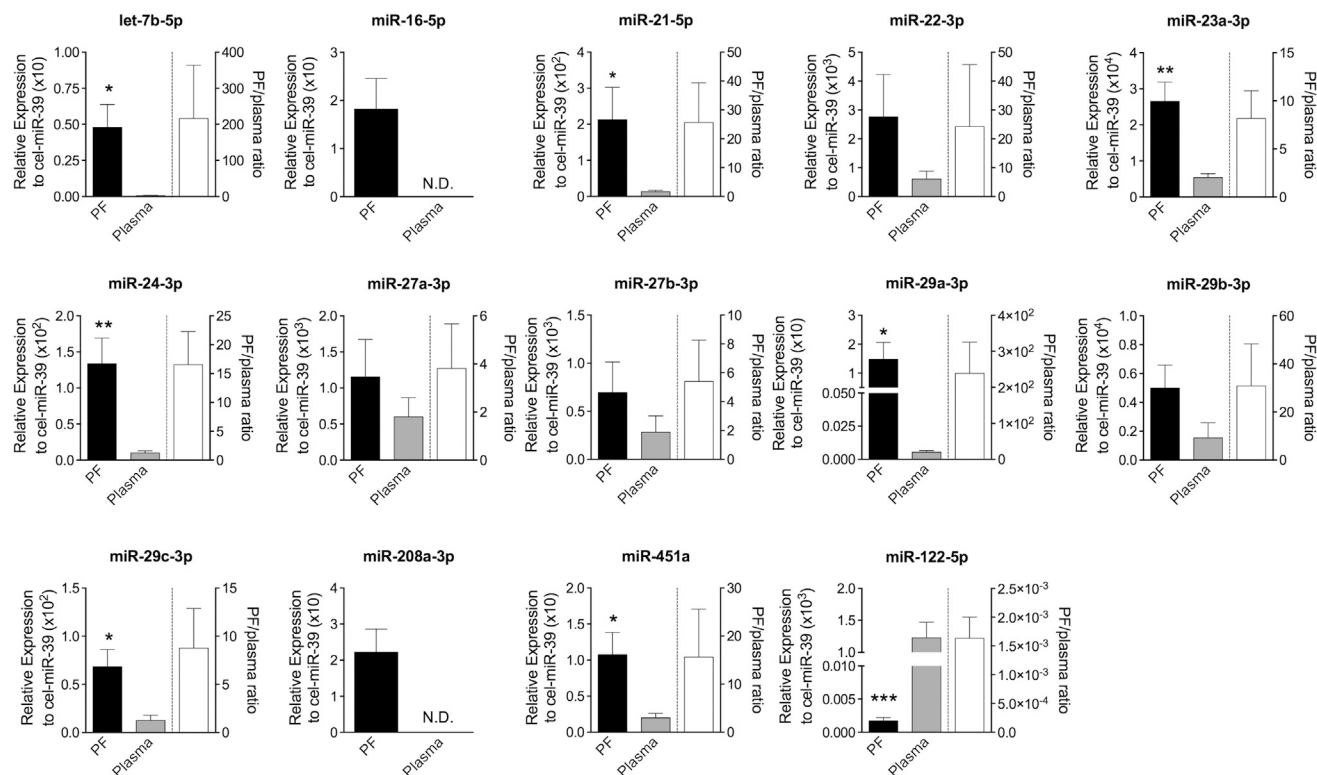 let-7b-5p
Relative Expression
to cel-miR-39 (x10)
1.00
0.75
0.50
0.25
0.00
*
400
300
200
100
0
PF/plasma ratio
PF
Plasma
miR-16-5p
Relative Expression
to cel-miR-39 (x10)
3
2
1
0
N.D.
PF
Plasma
miR-21-5p
Relative Expression
to cel-miR-39 (x10²)
4
3
2
1
0
*
50
40
30
20
10
0
PF/plasma ratio
PF
Plasma
miR-22-3p
Relative Expression
to cel-miR-39 (x10³)
5
4
3
2
1
0
50
40
30
20
10
0
PF/plasma ratio
PF
Plasma
miR-23a-3p
Relative Expression
to cel-miR-39 (x10⁴)
4
3
2
1
0
**
15
10
5
0
PF/plasma ratio
PF
Plasma
miR-24-3p
Relative Expression
to cel-miR-39 (x10²)
2.0
1.5
1.0
0.5
0.0
**
25
20
15
10
5
0
PF/plasma ratio
PF
Plasma
miR-27a-3p
Relative Expression
to cel-miR-39 (x10³)
2.0
1.5
1.0
0.5
0.0
6
4
2
0
PF/plasma ratio
PF
Plasma
miR-27b-3p
Relative Expression
to cel-miR-39 (x10³)
1.5
1.0
0.5
0.0
10
8
6
4
2
0
PF/plasma ratio
PF
Plasma
miR-29a-3p
Relative Expression
to cel-miR-39 (x10)
3
2
1
0.050
0.025
0.000
*
4×10²
3×10²
2×10²
1×10²
0
PF/plasma ratio
PF
Plasma
miR-29b-3p
Relative Expression
to cel-miR-39 (x10⁴)
1.0
0.8
0.6
0.4
0.2
0.0
60
40
20
0
PF/plasma ratio
PF
Plasma
miR-29c-3p
Relative Expression
to cel-miR-39 (x10²)
1.5
1.0
0.5
0.0
*
15
10
5
0
PF/plasma ratio
PF
Plasma
miR-208a-3p
Relative Expression
to cel-miR-39 (x10)
4
3
2
1
0
N.D.
PF
Plasma
miR-451a
Relative Expression
to cel-miR-39 (x10)
2.0
1.5
1.0
0.5
0.0
*
30
20
10
0
PF/plasma ratio
PF
Plasma
miR-122-5p
Relative Expression
to cel-miR-39 (x10³)
2.0
1.5
1.0
0.010
0.005
0.000
***
2.5×10⁻³
2.0×10⁻³
1.5×10⁻³
1.0×10⁻³
5.0×10⁻⁴
0.0
PF/plasma ratio
PF
Plasma